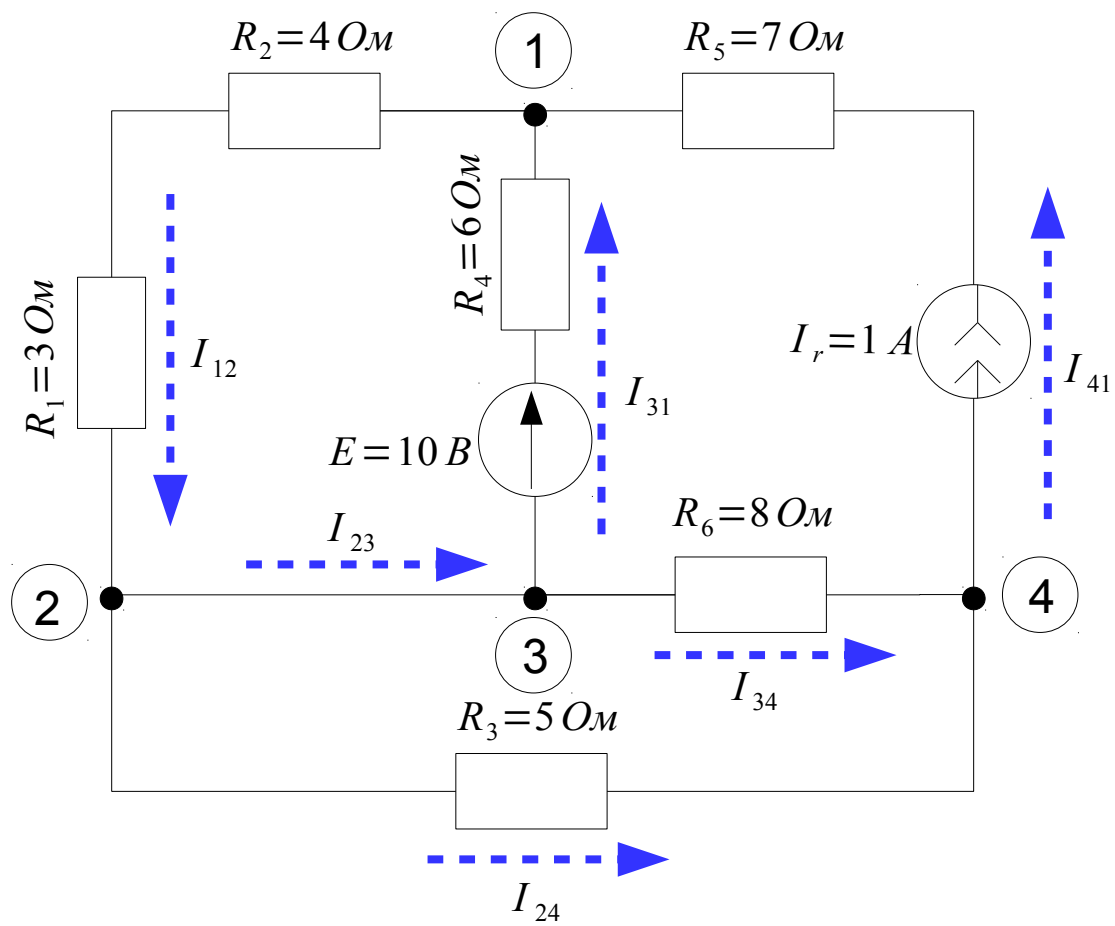 R₂=4 Ом
1
R₅=7 Ом
R₁=3 Ом
I₁₂
R₄=6 Ом
E=10 В
I₃₁
Iᵣ=1 А
I₄₁
I₂₃
R₆=8 Ом
2
3
4
I₃₄
R₃=5 Ом
I₂₄